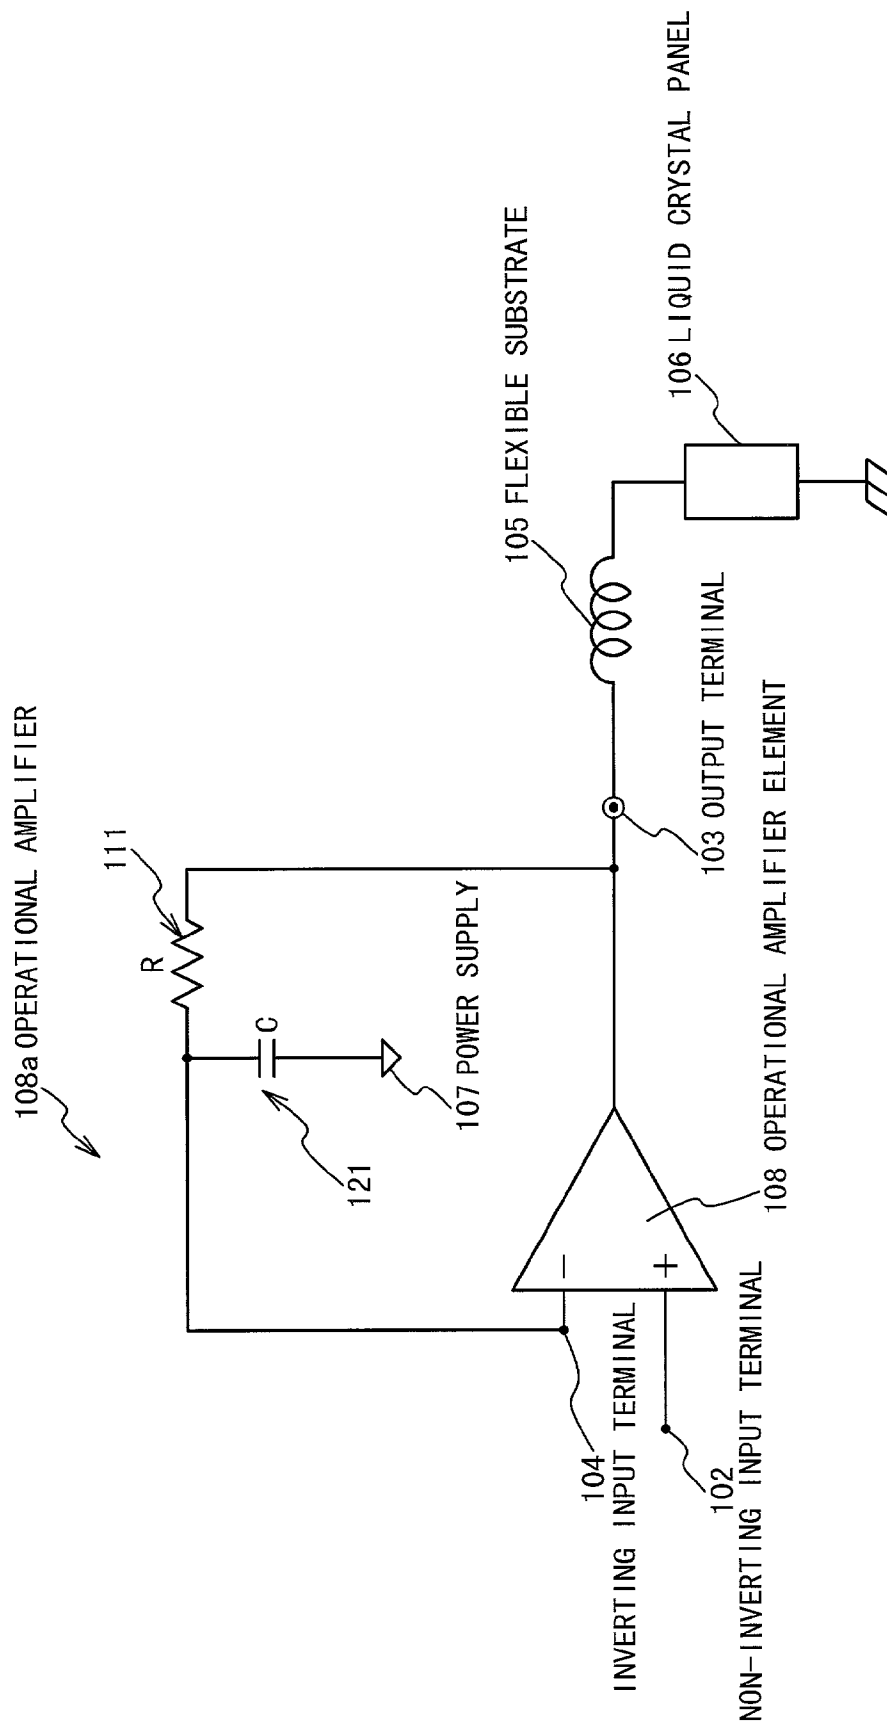 108a OPERATIONAL AMPLIFIER
111
R
C
121
107 POWER SUPPLY
105 FLEXIBLE SUBSTRATE
106 LIQUID CRYSTAL PANEL
103 OUTPUT TERMINAL
108 OPERATIONAL AMPLIFIER ELEMENT
−
+
104
INVERTING INPUT TERMINAL
102
NON-INVERTING INPUT TERMINAL